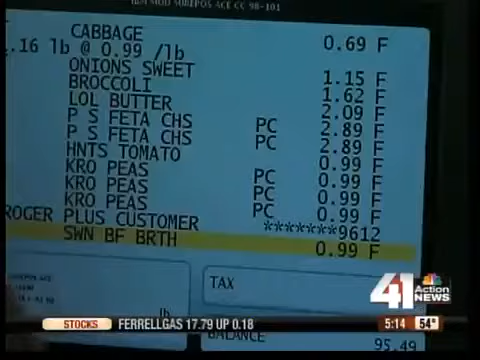 CABBAGE 0.69 F
.16 lb @ 0.99 /lb
ONIONS SWEET 1.15 F
BROCCOLI 1.62 F
LOL BUTTER 2.09 F
P S FETA CHS PC 2.89 F
P S FETA CHS PC 2.89 F
HNTS TOMATO 0.99 F
KRO PEAS PC 0.99 F
KRO PEAS PC 0.99 F
KRO PEAS PC 0.99 F
ROGER PLUS CUSTOMER *******9612
SWN BF BRTH 0.99 F
TAX
lb
BALANCE 95.49
41 Action NEWS
STOCKS FERRELLGAS 17.79 UP 0.18 5:14 54°